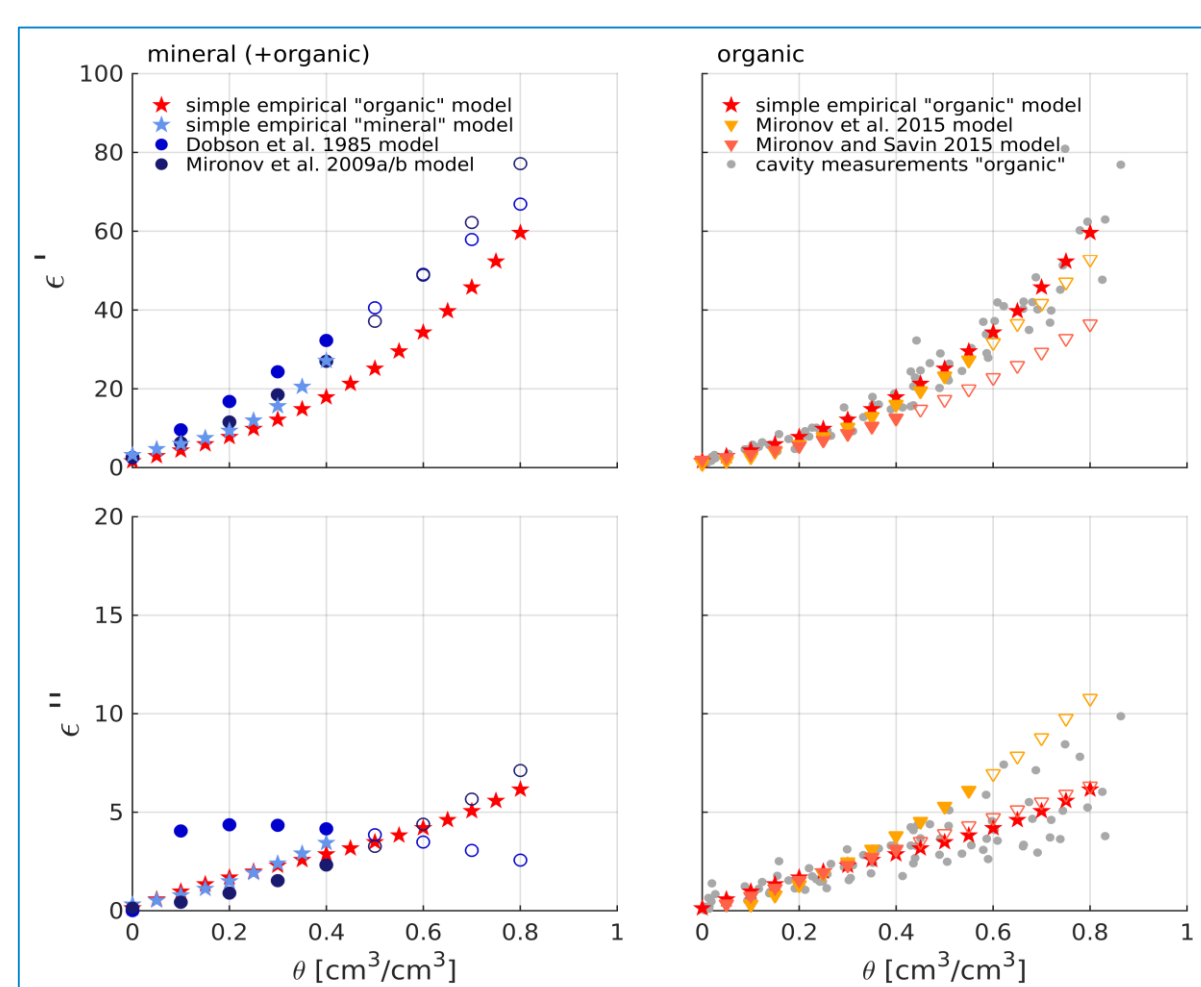 mineral (+organic)
100
80
60
40
20
0
ϵ '
simple empirical "organic" model
simple empirical "mineral" model
Dobson et al. 1985 model
Mironov et al. 2009a/b model
organic
simple empirical "organic" model
Mironov et al. 2015 model
Mironov and Savin 2015 model
cavity measurements "organic"
20
15
10
5
0
ϵ ''
0 0.2 0.4 0.6 0.8 1
θ [cm³/cm³]
0 0.2 0.4 0.6 0.8 1
θ [cm³/cm³]